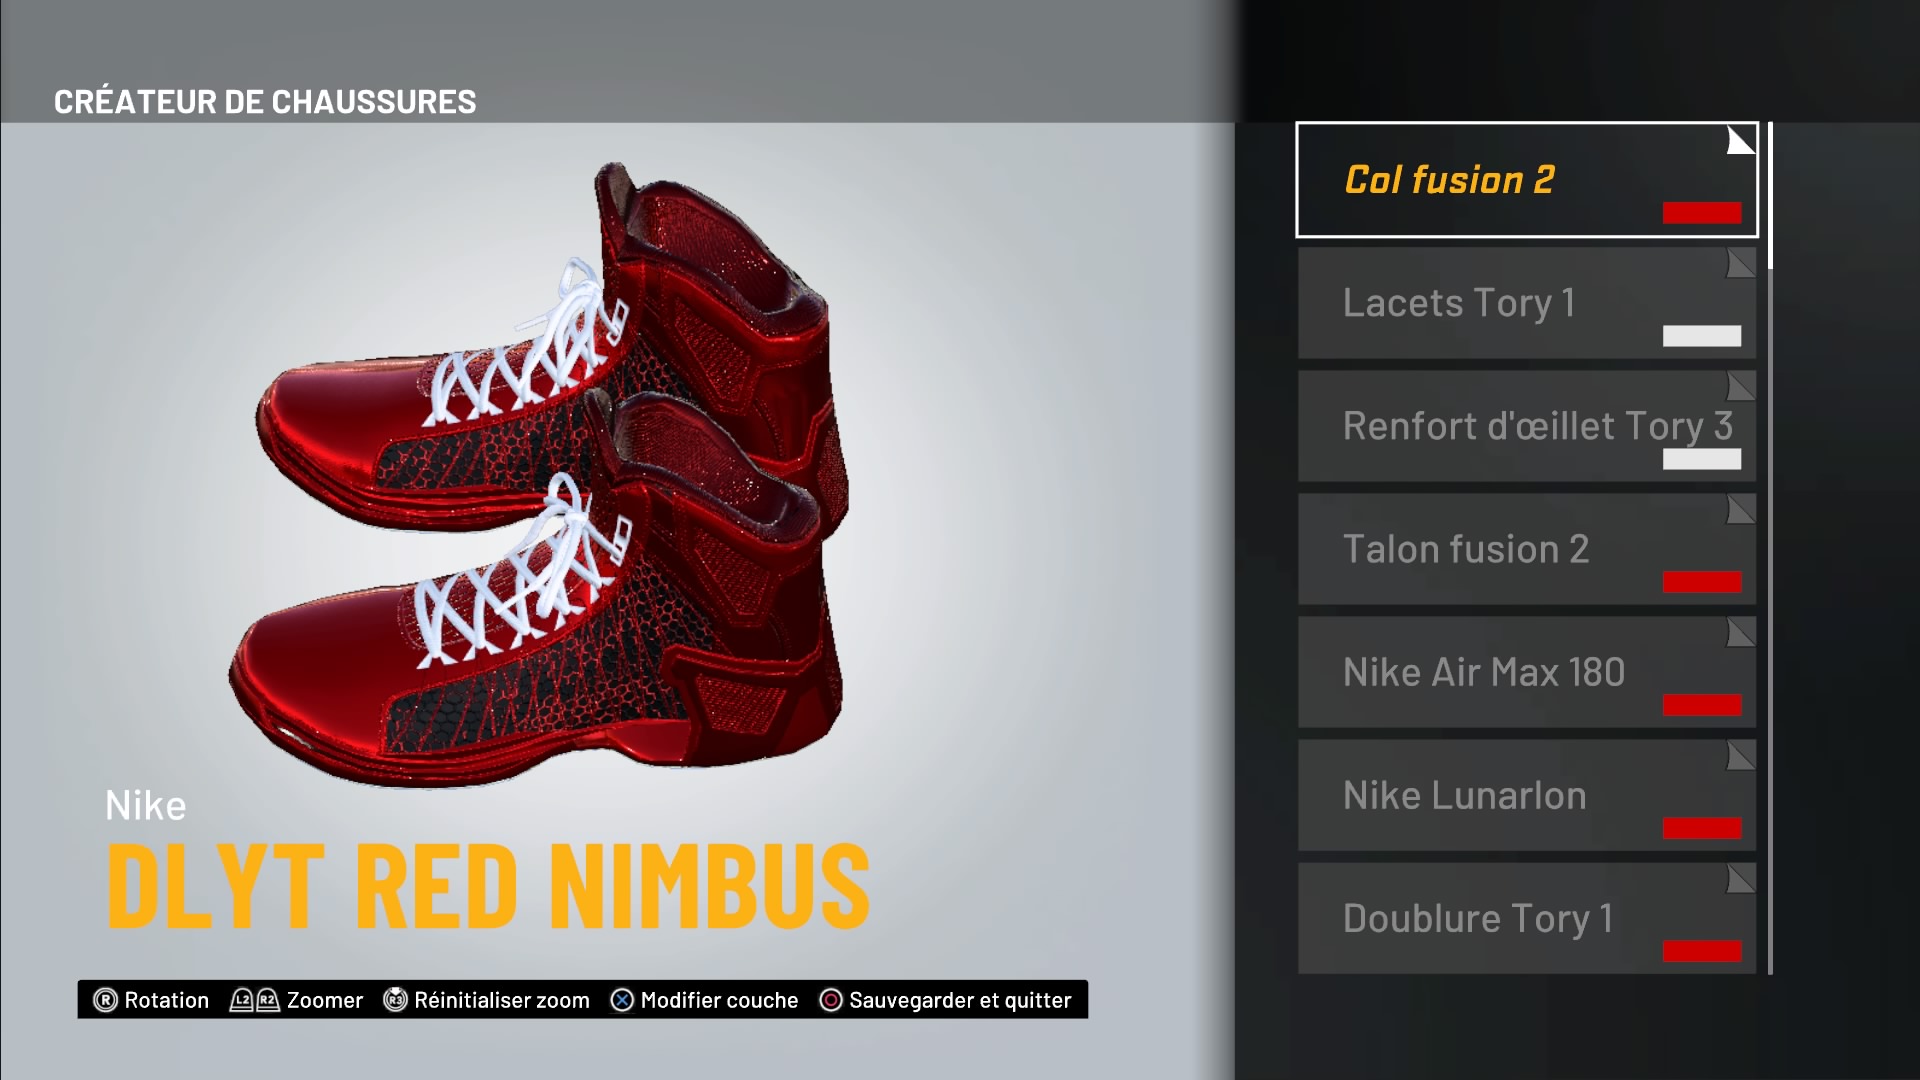 CRÉATEUR DE CHAUSSURES
Col fusion 2
Lacets Tory 1
Renfort d'œillet Tory 3
Talon fusion 2
Nike Air Max 180
Nike Lunarlon
Doublure Tory 1
Nike
DLYT RED NIMBUS
R Rotation L2 R2 Zoomer R3 Réinitialiser zoom Modifier couche Sauvegarder et quitter